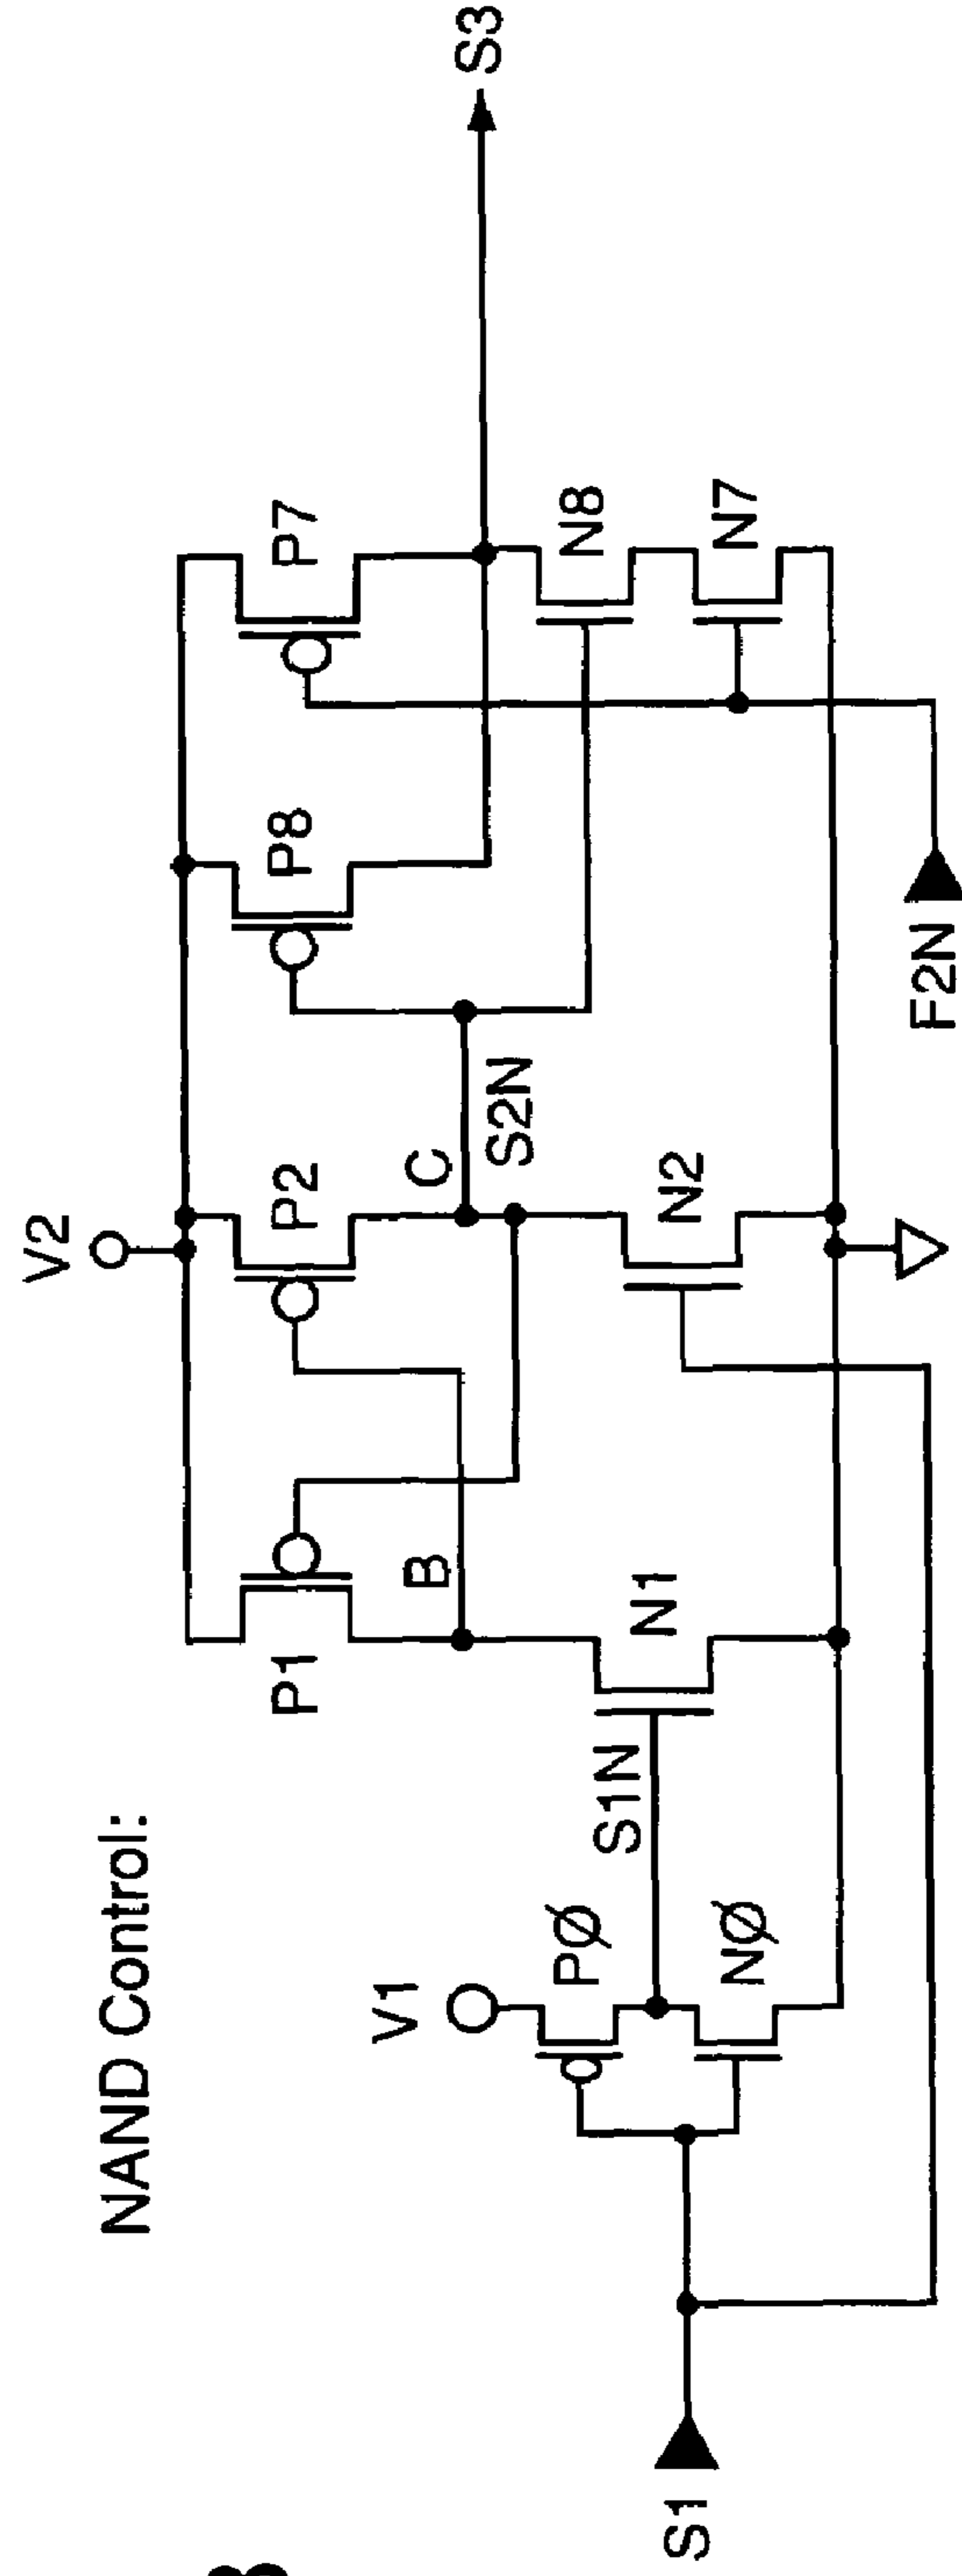 NAND Control:
V2
V1
P1
P2
P8
P7
B
C
S2N
S3
PØ
NØ
S1N
N1
N2
N8
N7
S1
F2N